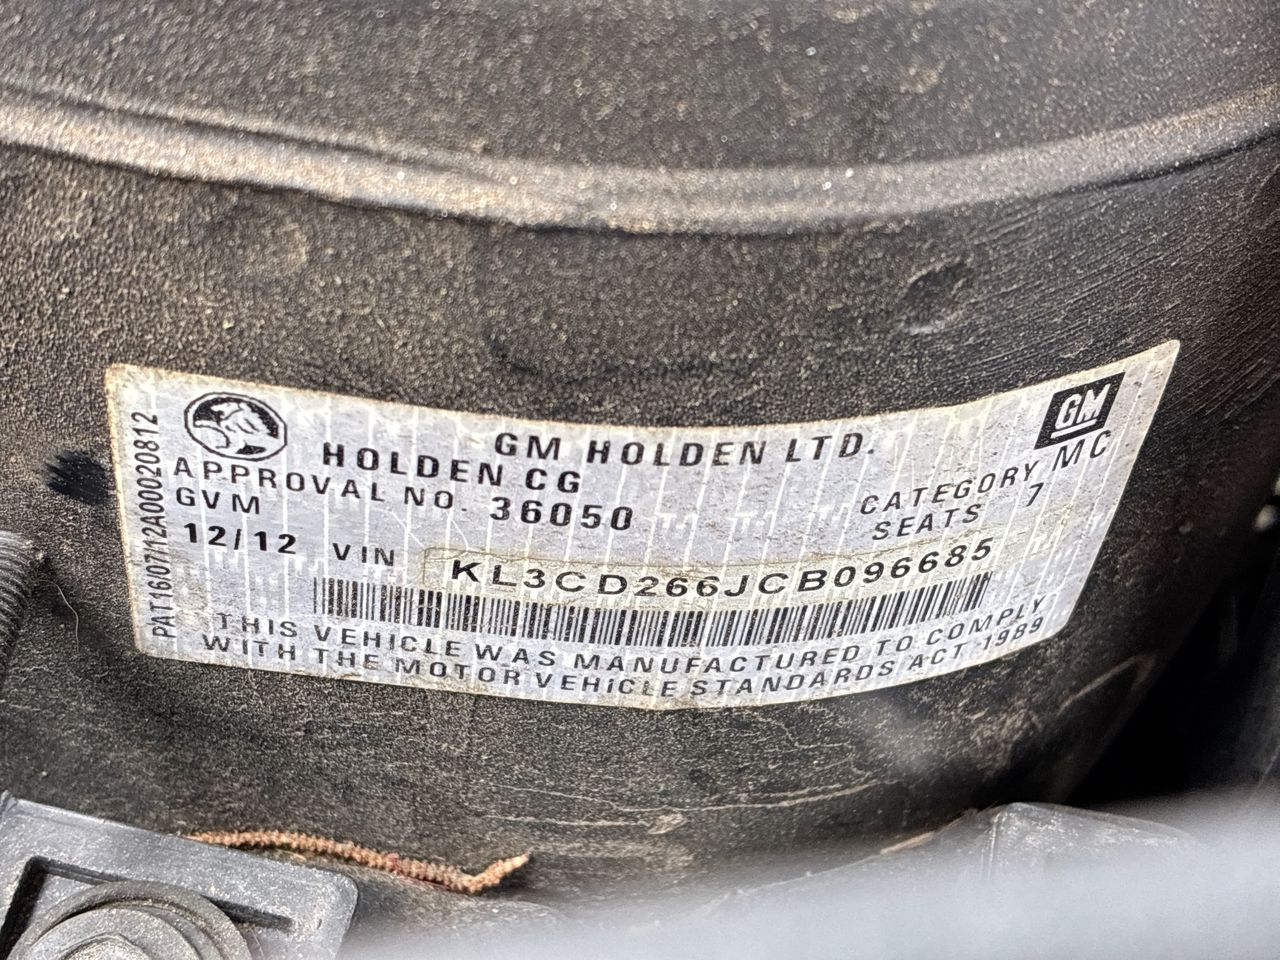 GM HOLDEN LTD.
GM
HOLDEN CG
APPROVAL NO. 36050
CATEGORY MC
GVM
SEATS 7
12/12 VIN KL3CD266JCB096685
THIS VEHICLE WAS MANUFACTURED TO COMPLY
WITH THE MOTOR VEHICLE STANDARDS ACT 1989
PAT16/07/12A000020812